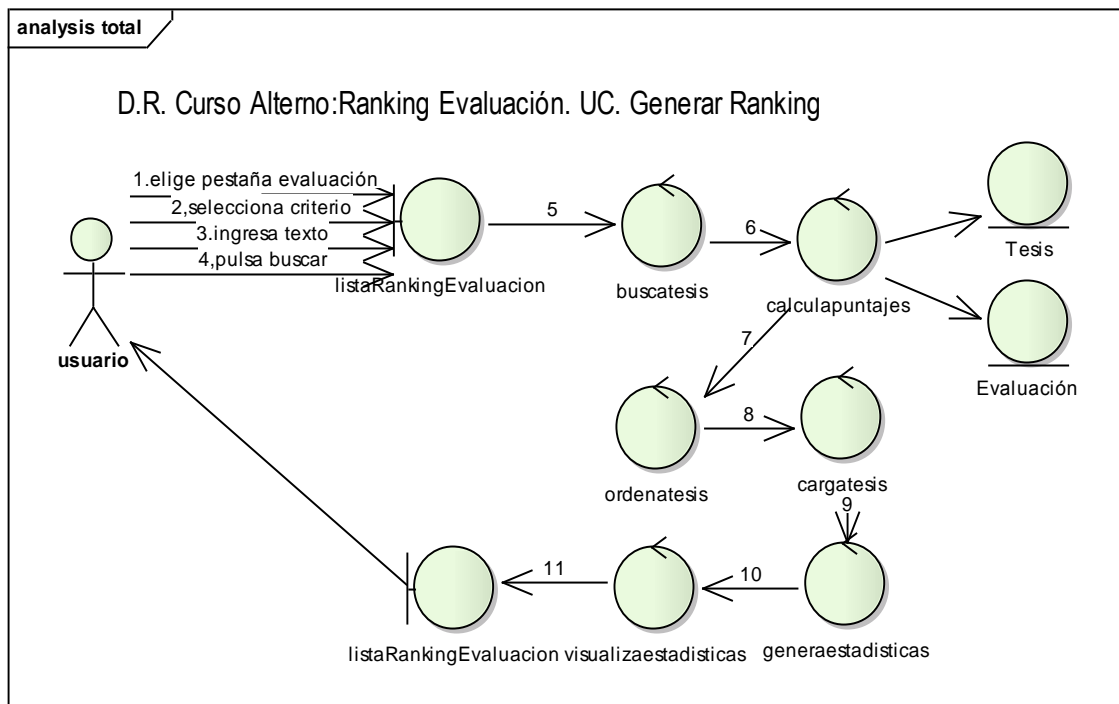 analysis total
D.R. Curso Alterno:Ranking Evaluación. UC. Generar Ranking
1.elige pestaña evaluación
2,selecciona criterio
3.ingresa texto
4,pulsa buscar
listaRankingEvaluacion
usuario
5
buscatesis
6
calculapuntajes
Tesis
Evaluación
7
ordenatesis
8
cargatesis
9
generaestadisticas
10
visualizaestadisticas
11
listaRankingEvaluacion